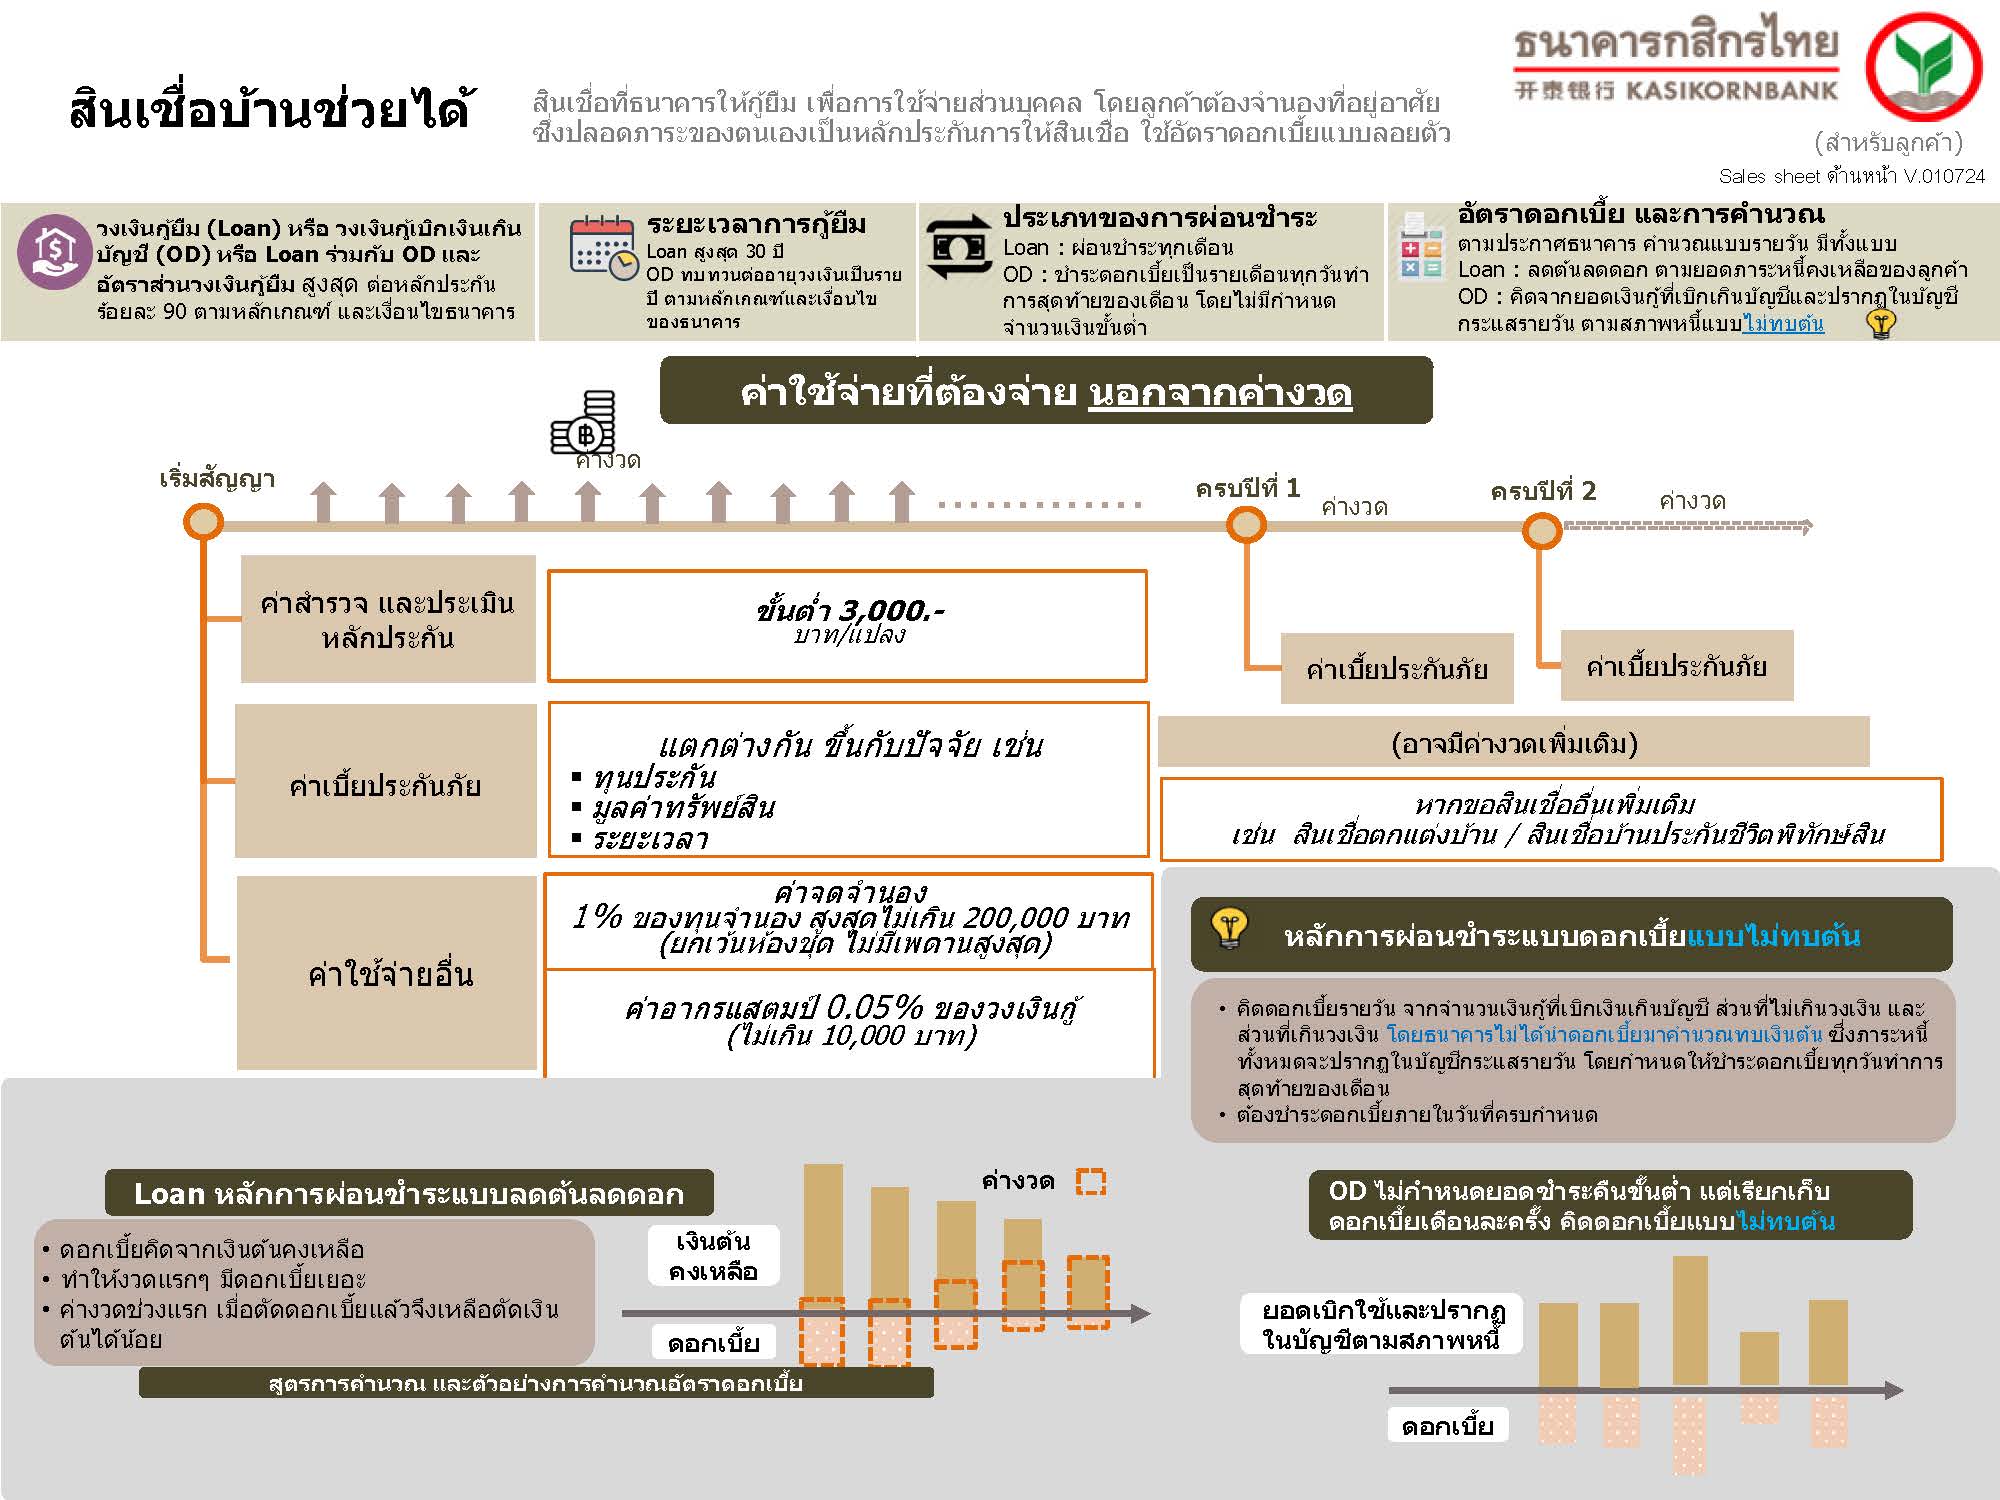 ธนาคารกสิกรไทย
开泰银行 KASIKORNBANK
สินเชื่อบ้านช่วยได้
สินเชื่อที่ธนาคารให้กู้ยืม เพื่อการใช้จ่ายส่วนบุคคล โดยลูกค้าต้องจำนองที่อยู่อาศัย
ซึ่งปลอดภาระของตนเองเป็นหลักประกันการให้สินเชื่อ ใช้อัตราดอกเบี้ยแบบลอยตัว
(สำหรับลูกค้า)
Sales sheet ด้านหน้า V.010724
วงเงินกู้ยืม (Loan) หรือ วงเงินกู้เบิกเงินเกิน
บัญชี (OD) หรือ Loan ร่วมกับ OD และ
อัตราส่วนวงเงินกู้ยืม สูงสุด ต่อหลักประกัน
ร้อยละ 90 ตามหลักเกณฑ์ และเงื่อนไขธนาคาร
ระยะเวลาการกู้ยืม
Loan สูงสุด 30 ปี
OD ทบทวนต่ออายุวงเงินเป็นราย
ปี ตามหลักเกณฑ์และเงื่อนไข
ของธนาคาร
ประเภทของการผ่อนชำระ
Loan : ผ่อนชำระทุกเดือน
OD : ชำระดอกเบี้ยเป็นรายเดือนทุกวันทำ
การสุดท้ายของเดือน โดยไม่มีกำหนด
จำนวนเงินขั้นต่ำ
อัตราดอกเบี้ย และการคำนวณ
ตามประกาศธนาคาร คำนวณแบบรายวัน มีทั้งแบบ
Loan : ลดต้นลดดอก ตามยอดภาระหนี้คงเหลือของลูกค้า
OD : คิดจากยอดเงินกู้ที่เบิกเกินบัญชีและปรากฏในบัญชี
กระแสรายวัน ตามสภาพหนี้แบบไม่ทบต้น
ค่าใช้จ่ายที่ต้องจ่าย นอกจากค่างวด
ค่างวด
เริ่มสัญญา
ครบปีที่ 1
ค่างวด
ครบปีที่ 2
ค่างวด
ค่าสำรวจ และประเมิน
หลักประกัน
ขั้นต่ำ 3,000.-
บาท/แปลง
ค่าเบี้ยประกันภัย
ค่าเบี้ยประกันภัย
ค่าเบี้ยประกันภัย
แตกต่างกัน ขึ้นกับปัจจัย เช่น
▪ ทุนประกัน
▪ มูลค่าทรัพย์สิน
▪ ระยะเวลา
(อาจมีค่างวดเพิ่มเติม)
หากขอสินเชื่ออื่นเพิ่มเติม
เช่น สินเชื่อตกแต่งบ้าน / สินเชื่อบ้านประกันชีวิตพิทักษ์สิน
ค่าใช้จ่ายอื่น
ค่าจดจำนอง
1% ของทุนจำนอง สูงสุดไม่เกิน 200,000 บาท
(ยกเว้นห้องชุด ไม่มีเพดานสูงสุด)
ค่าอากรแสตมป์ 0.05% ของวงเงินกู้
(ไม่เกิน 10,000 บาท)
หลักการผ่อนชำระแบบดอกเบี้ยแบบไม่ทบต้น
• คิดดอกเบี้ยรายวัน จากจำนวนเงินกู้ที่เบิกเงินเกินบัญชี ส่วนที่ไม่เกินวงเงิน และ
ส่วนที่เกินวงเงิน โดยธนาคารไม่ได้นำดอกเบี้ยมาคำนวณทบเงินต้น ซึ่งภาระหนี้
ทั้งหมดจะปรากฏในบัญชีกระแสรายวัน โดยกำหนดให้ชำระดอกเบี้ยทุกวันทำการ
สุดท้ายของเดือน
• ต้องชำระดอกเบี้ยภายในวันที่ครบกำหนด
Loan หลักการผ่อนชำระแบบลดต้นลดดอก
• ดอกเบี้ยคิดจากเงินต้นคงเหลือ
• ทำให้งวดแรกๆ มีดอกเบี้ยเยอะ
• ค่างวดช่วงแรก เมื่อตัดดอกเบี้ยแล้วจึงเหลือตัดเงิน
ต้นได้น้อย
ค่างวด
เงินต้น
คงเหลือ
ดอกเบี้ย
สูตรการคำนวณ และตัวอย่างการคำนวณอัตราดอกเบี้ย
OD ไม่กำหนดยอดชำระคืนขั้นต่ำ แต่เรียกเก็บ
ดอกเบี้ยเดือนละครั้ง คิดดอกเบี้ยแบบไม่ทบต้น
ยอดเบิกใช้และปรากฏ
ในบัญชีตามสภาพหนี้
ดอกเบี้ย